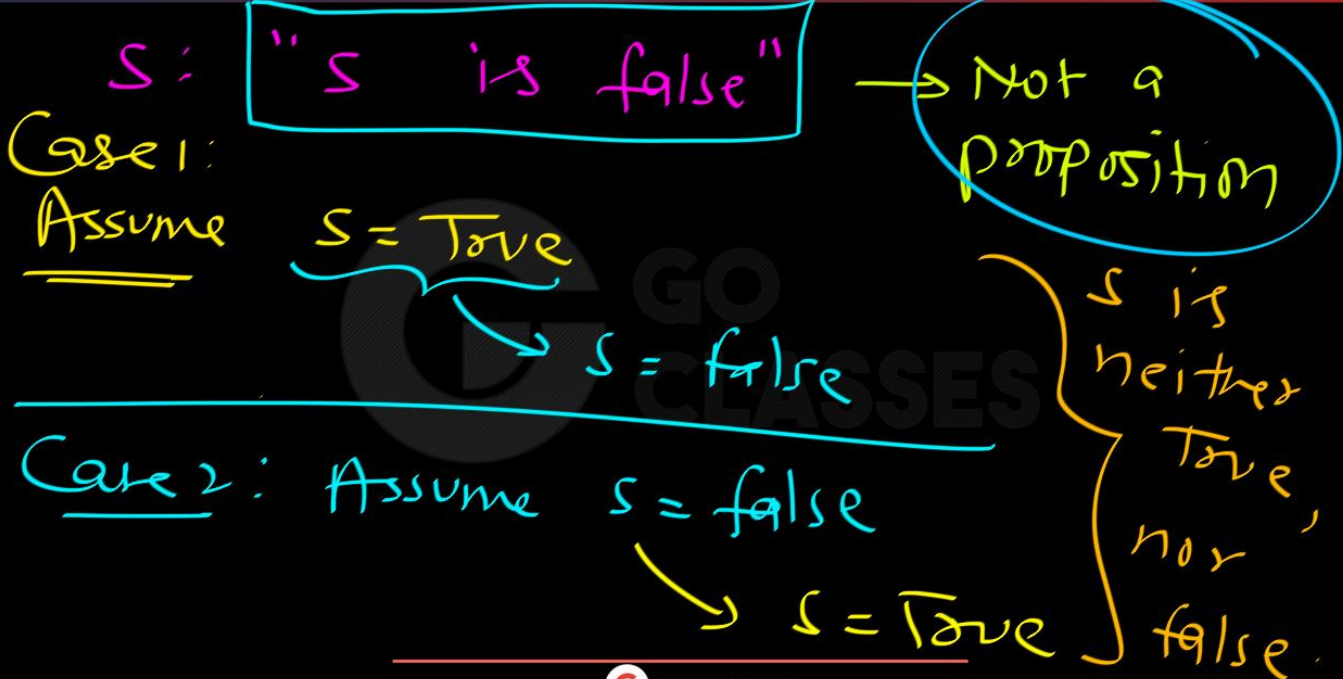 S: "S is false" → Not a
proposition
Case 1:
Assume S = True
S = false
Case 2: Assume S = false
S = True
S is
neither
True,
nor
false.
GO
CLASSES